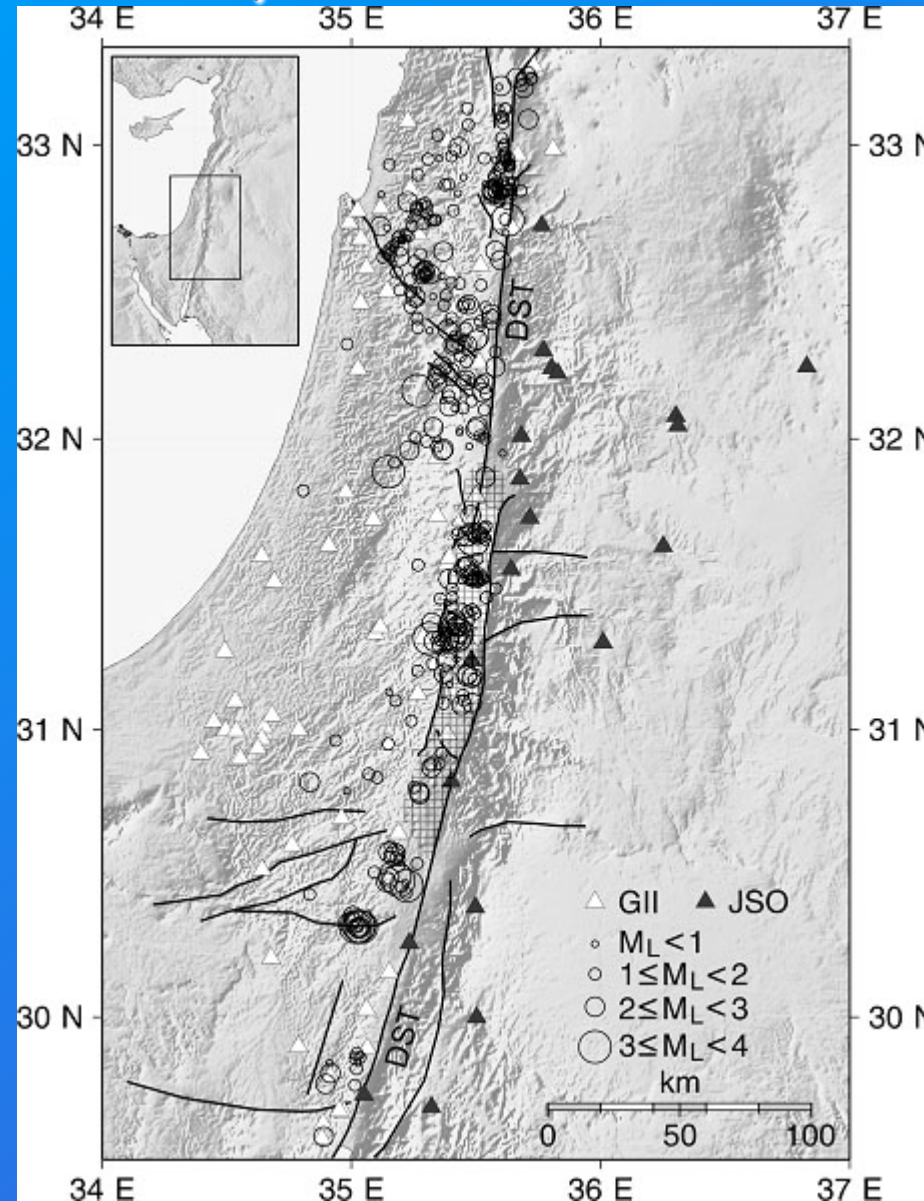 34 E 35 E 36 E 37 E
33 N 33 N
DST
32 N 32 N
31 N 31 N
GII JSO
ML<1
1≤ML<2
2≤ML<3
30 N 30 N
3≤ML<4
DST
km
0 50 100
34 E 35 E 36 E 37 E